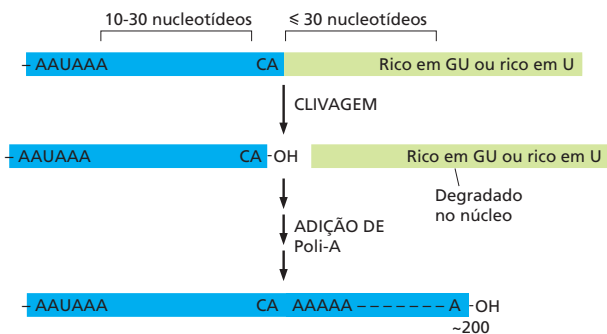 10-30 nucleotídeos ⩽ 30 nucleotídeos
– AAUAAA CA Rico em GU ou rico em U
CLIVAGEM
– AAUAAA CA -OH Rico em GU ou rico em U
Degradado
no núcleo
ADIÇÃO DE
Poli-A
– AAUAAA CA AAAAA – – – – – – – A -OH
~200